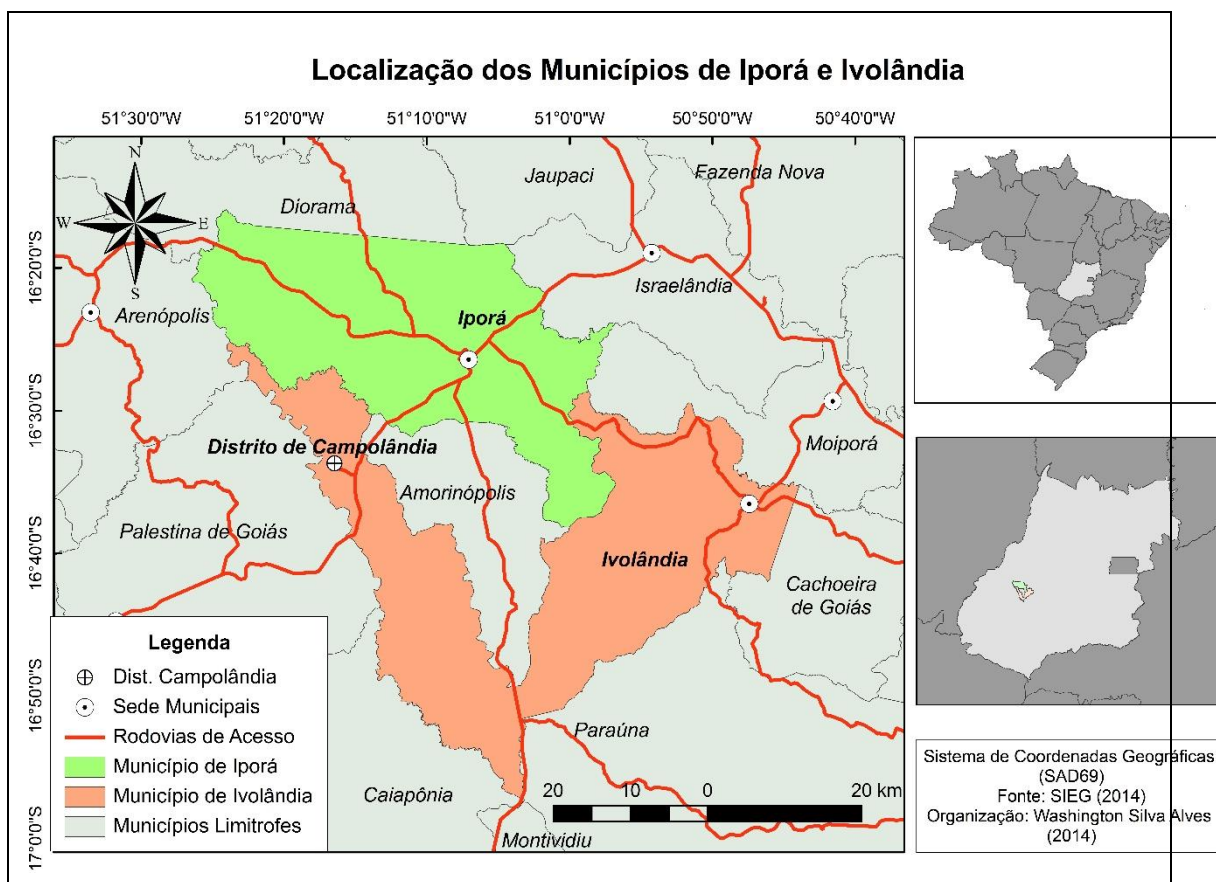 Localização dos Municípios de Iporá e Ivolândia
51°30'0"W
51°20'0"W
51°10'0"W
51°0'0"W
50°50'0"W
50°40'0"W
16°20'0"S
16°30'0"S
16°40'0"S
16°50'0"S
17°0'0"S
N
W
E
S
Jaupaci
Fazenda Nova
Diorama
Israelândia
Arenópolis
Iporá
Moiporá
Distrito de Campolândia
Amorinópolis
Palestina de Goiás
Ivolândia
Cachoeira
de Goiás
Paraúna
Caiapônia
Montividiu
20
10
0
20 km
Legenda
Dist. Campolândia
Sede Municipais
Rodovias de Acesso
Município de Iporá
Município de Ivolândia
Municípios Limitrofes
Sistema de Coordenadas Geográficas
(SAD69)
Fonte: SIEG (2014)
Organização: Washington Silva Alves
(2014)